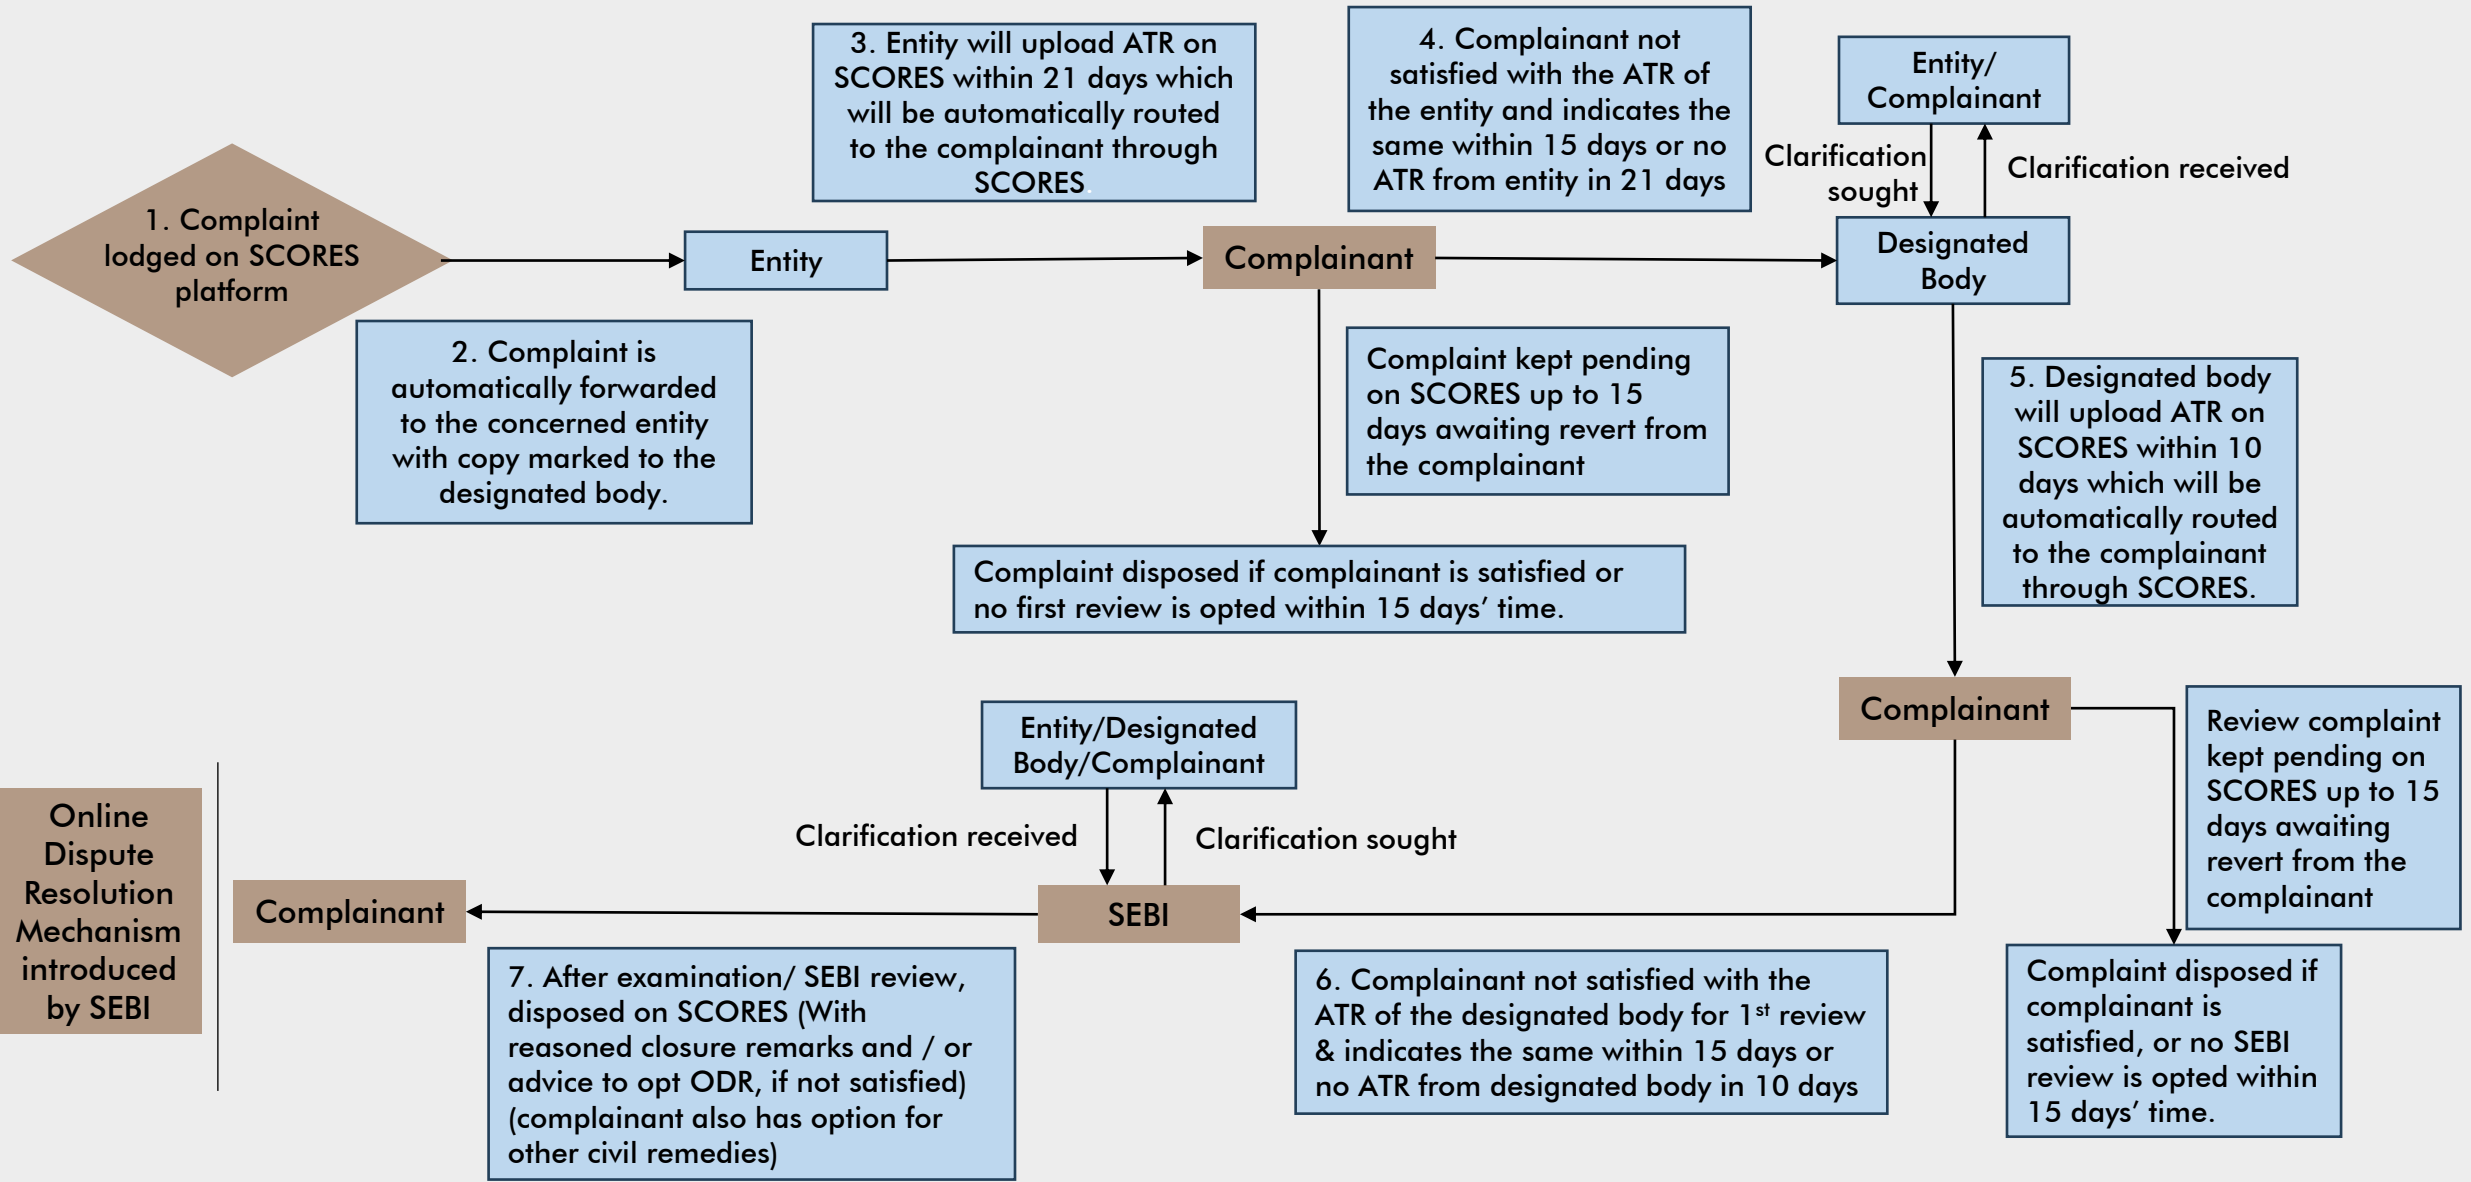 1. Complaint
lodged on SCORES
platform
2. Complaint is
automatically forwarded
to the concerned entity
with copy marked to the
designated body.
Entity
3. Entity will upload ATR on
SCORES within 21 days which
will be automatically routed
to the complainant through
SCORES.
Complainant
4. Complainant not
satisfied with the ATR of
the entity and indicates the
same within 15 days or no
ATR from entity in 21 days
Complaint kept pending
on SCORES up to 15
days awaiting revert from
the complainant
Complaint disposed if complainant is satisfied or
no first review is opted within 15 days’ time.
Entity/
Complainant
Clarification
sought
Clarification received
Designated
Body
5. Designated body
will upload ATR on
SCORES within 10
days which will be
automatically routed
to the complainant
through SCORES.
Complainant
Review complaint
kept pending on
SCORES up to 15
days awaiting
revert from the
complainant
Complaint disposed if
complainant is
satisfied, or no SEBI
review is opted within
15 days’ time.
6. Complainant not satisfied with the
ATR of the designated body for 1st review
& indicates the same within 15 days or
no ATR from designated body in 10 days
Entity/Designated
Body/Complainant
Clarification received
Clarification sought
SEBI
7. After examination/ SEBI review,
disposed on SCORES (With
reasoned closure remarks and / or
advice to opt ODR, if not satisfied)
(complainant also has option for
other civil remedies)
Complainant
Online
Dispute
Resolution
Mechanism
introduced
by SEBI